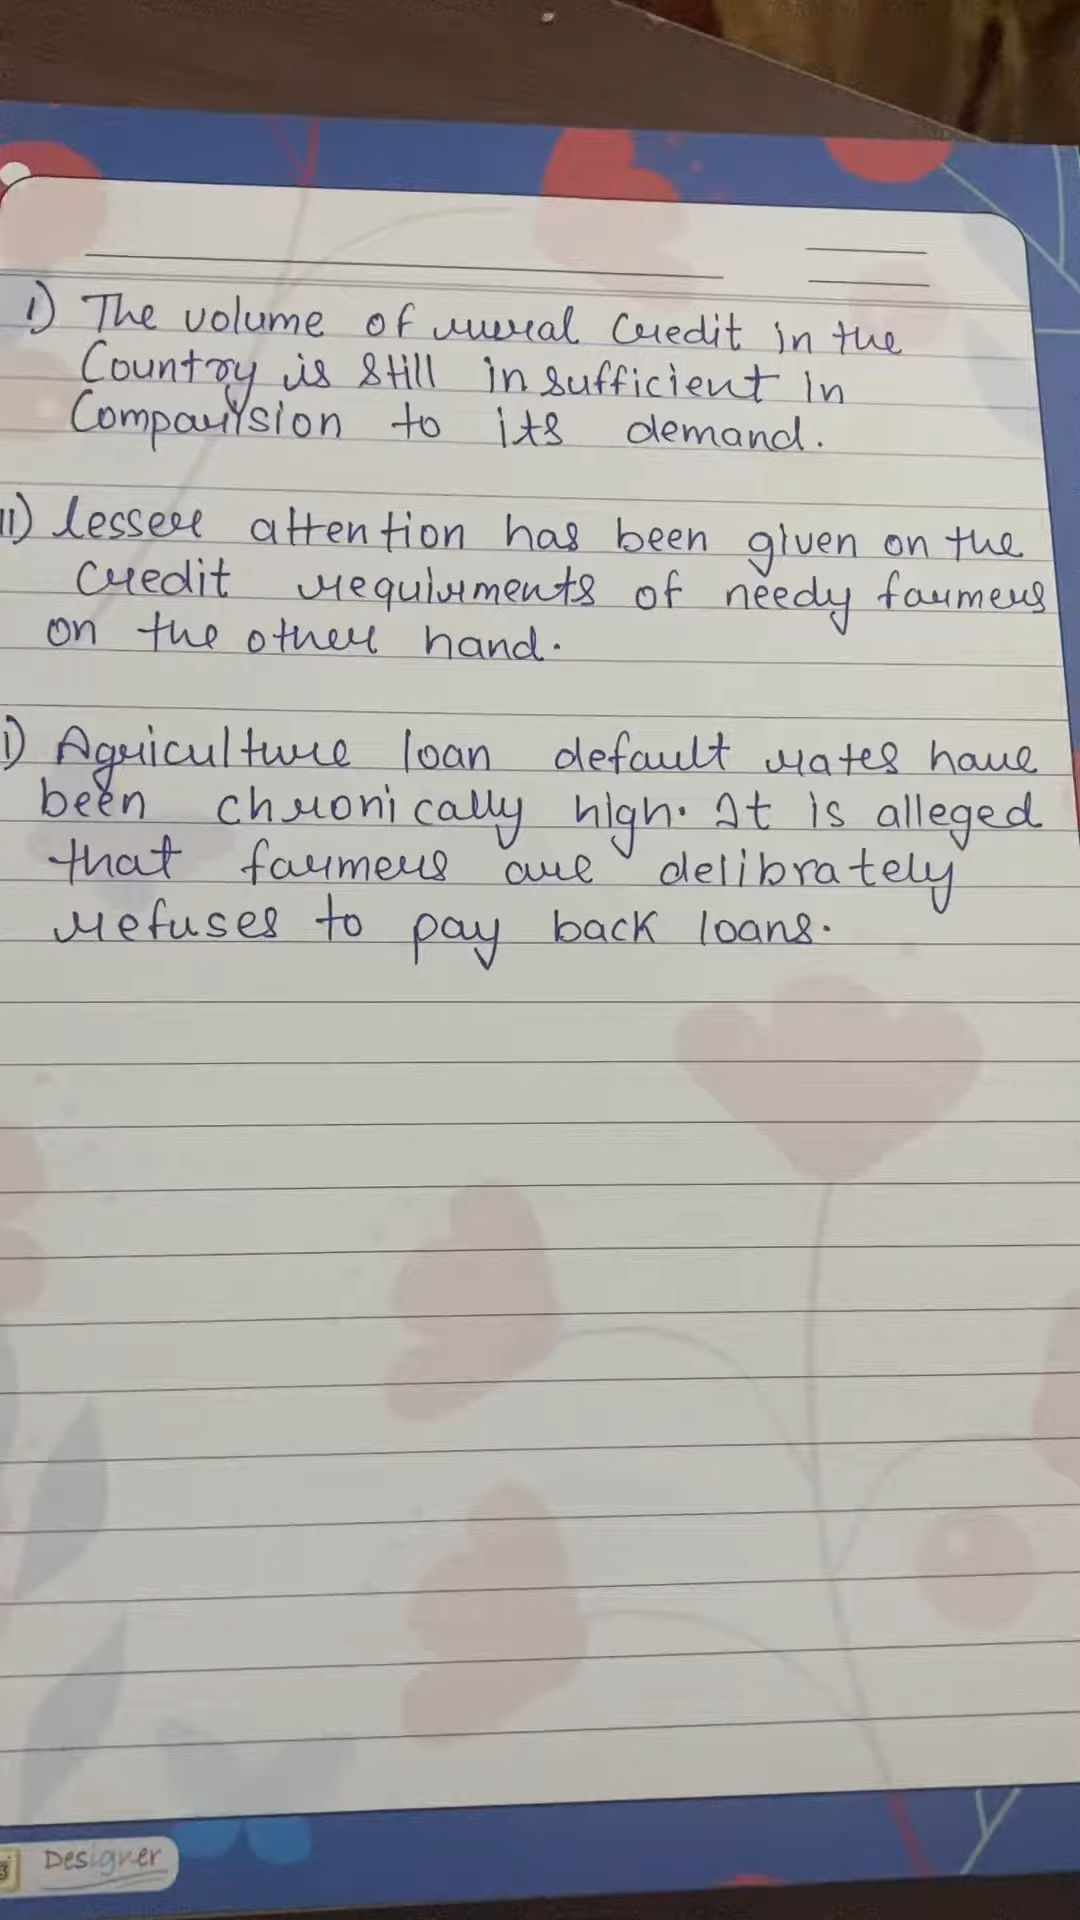 i) The volume of rural Credit in the
Country is still insufficient in
Comparysion to its demand.
ii) lesser attention has been given on the
Credit requirments of needy farmers
on the other hand.
i) Agriculture loan default rates have
been chronically high. It is alleged
that farmers are delibrately
refuses to pay back loans.
Designer